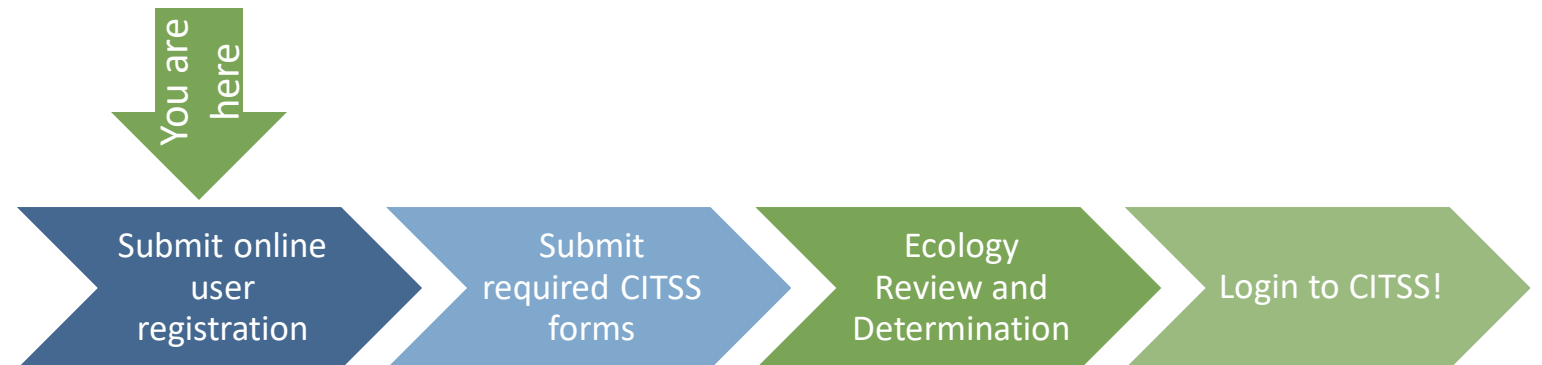 You are
here
Submit online
user
registration
Submit
required CITSS
forms
Ecology
Review and
Determination
Login to CITSS!